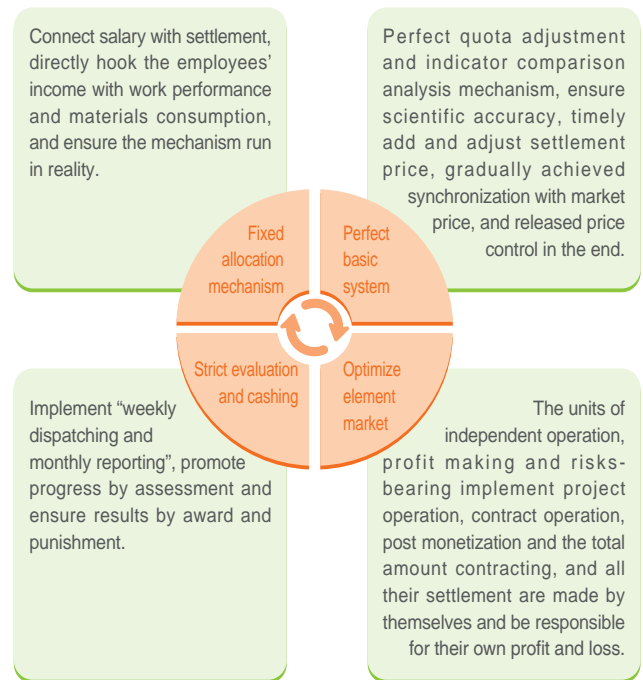 Connect salary with settlement,
directly hook the employees'
income with work performance
and materials consumption,
and ensure the mechanism run
in reality.
Perfect quota adjustment
and indicator comparison
analysis mechanism, ensure
scientific accuracy, timely
add and adjust settlement
price, gradually achieved
synchronization with market
price, and released price
control in the end.
Fixed
allocation
mechanism
Perfect
basic
system
Strict evaluation
and cashing
Optimize
element
market
Implement “weekly
dispatching and
monthly reporting”, promote
progress by assessment and
ensure results by award and
punishment.
The units of
independent operation,
profit making and risks-
bearing implement project
operation, contract operation,
post monetization and the total
amount contracting, and all
their settlement are made by
themselves and be responsible
for their own profit and loss.